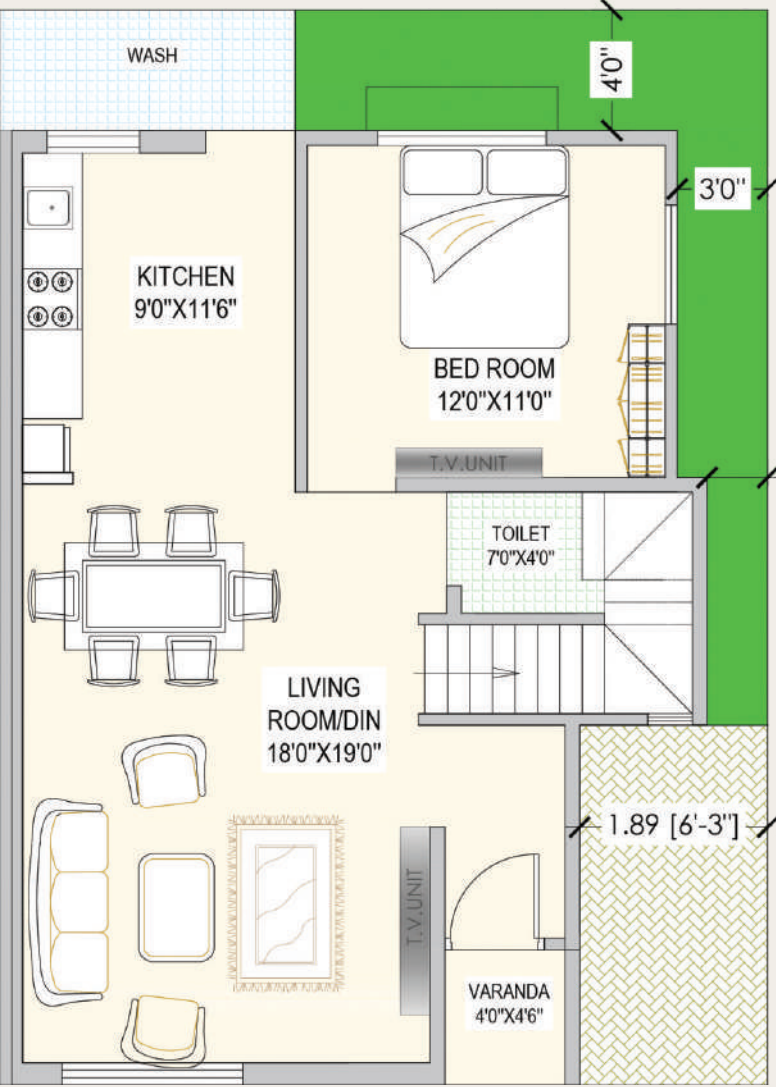 WASH
4'0"
3'0"
KITCHEN
9'0"X11'6"
BED ROOM
12'0"X11'0"
T.V.UNIT
TOILET
7'0"X4'0"
LIVING
ROOM/DIN
18'0"X19'0"
1.89 [6'-3"]
T.V.UNIT
VARANDA
4'0"X4'6"